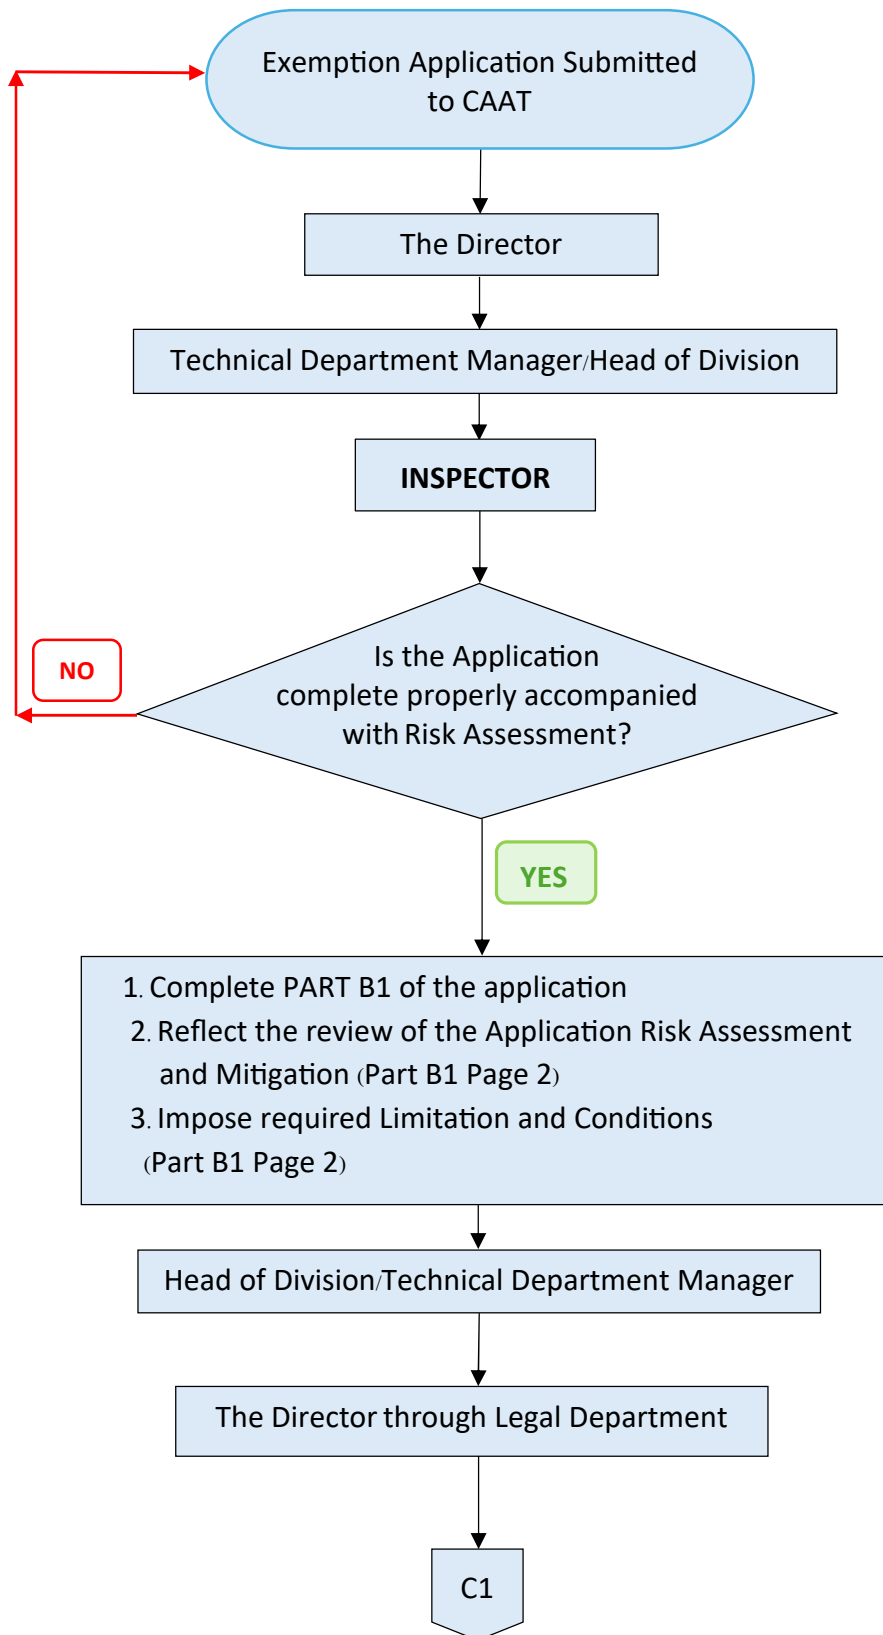 Exemption Application Submitted
to CAAT
The Director
Technical Department Manager/Head of Division
INSPECTOR
Is the Application
complete properly accompanied
with Risk Assessment?
NO
YES
1. Complete PART B1 of the application
2. Reflect the review of the Application Risk Assessment
and Mitigation (Part B1 Page 2)
3. Impose required Limitation and Conditions
(Part B1 Page 2)
Head of Division/Technical Department Manager
The Director through Legal Department
C1